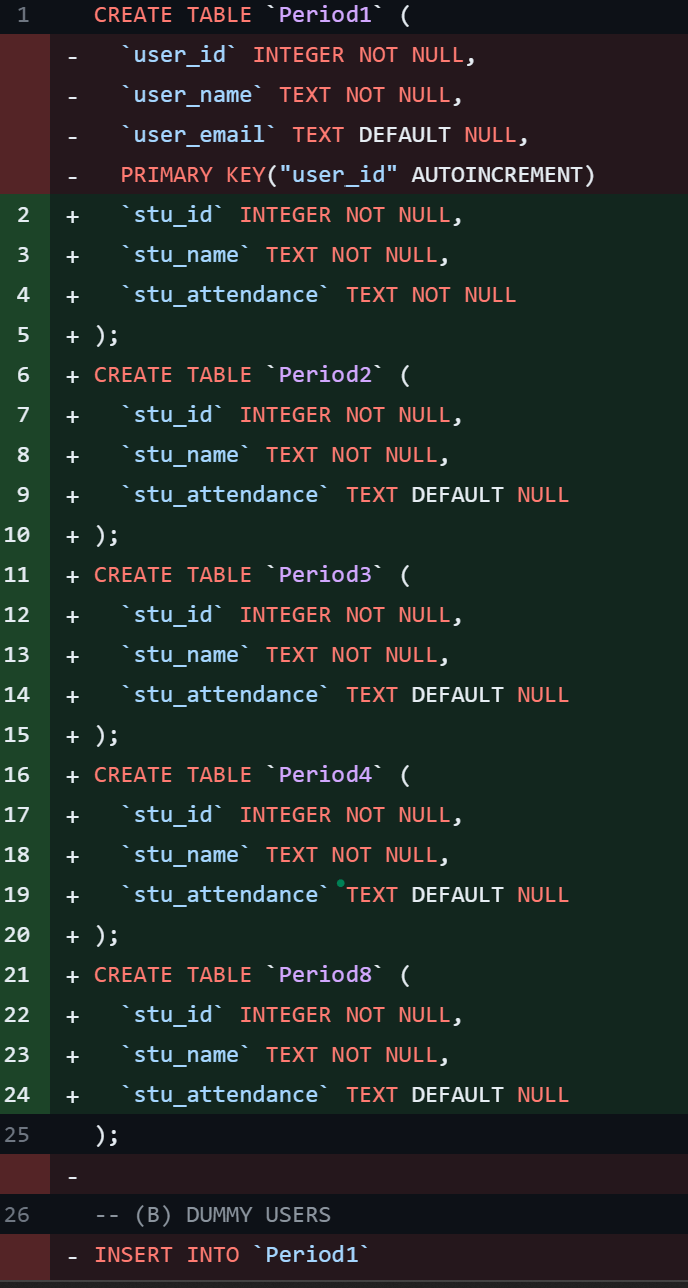 1 CREATE TABLE `Period1` (
- `user_id` INTEGER NOT NULL,
- `user_name` TEXT NOT NULL,
- `user_email` TEXT DEFAULT NULL,
- PRIMARY KEY("user_id" AUTOINCREMENT)
2 + `stu_id` INTEGER NOT NULL,
3 + `stu_name` TEXT NOT NULL,
4 + `stu_attendance` TEXT NOT NULL
5 + );
6 + CREATE TABLE `Period2` (
7 + `stu_id` INTEGER NOT NULL,
8 + `stu_name` TEXT NOT NULL,
9 + `stu_attendance` TEXT DEFAULT NULL
10 + );
11 + CREATE TABLE `Period3` (
12 + `stu_id` INTEGER NOT NULL,
13 + `stu_name` TEXT NOT NULL,
14 + `stu_attendance` TEXT DEFAULT NULL
15 + );
16 + CREATE TABLE `Period4` (
17 + `stu_id` INTEGER NOT NULL,
18 + `stu_name` TEXT NOT NULL,
19 + `stu_attendance` TEXT DEFAULT NULL
20 + );
21 + CREATE TABLE `Period8` (
22 + `stu_id` INTEGER NOT NULL,
23 + `stu_name` TEXT NOT NULL,
24 + `stu_attendance` TEXT DEFAULT NULL
25 );
-
26 -- (B) DUMMY USERS
- INSERT INTO `Period1`